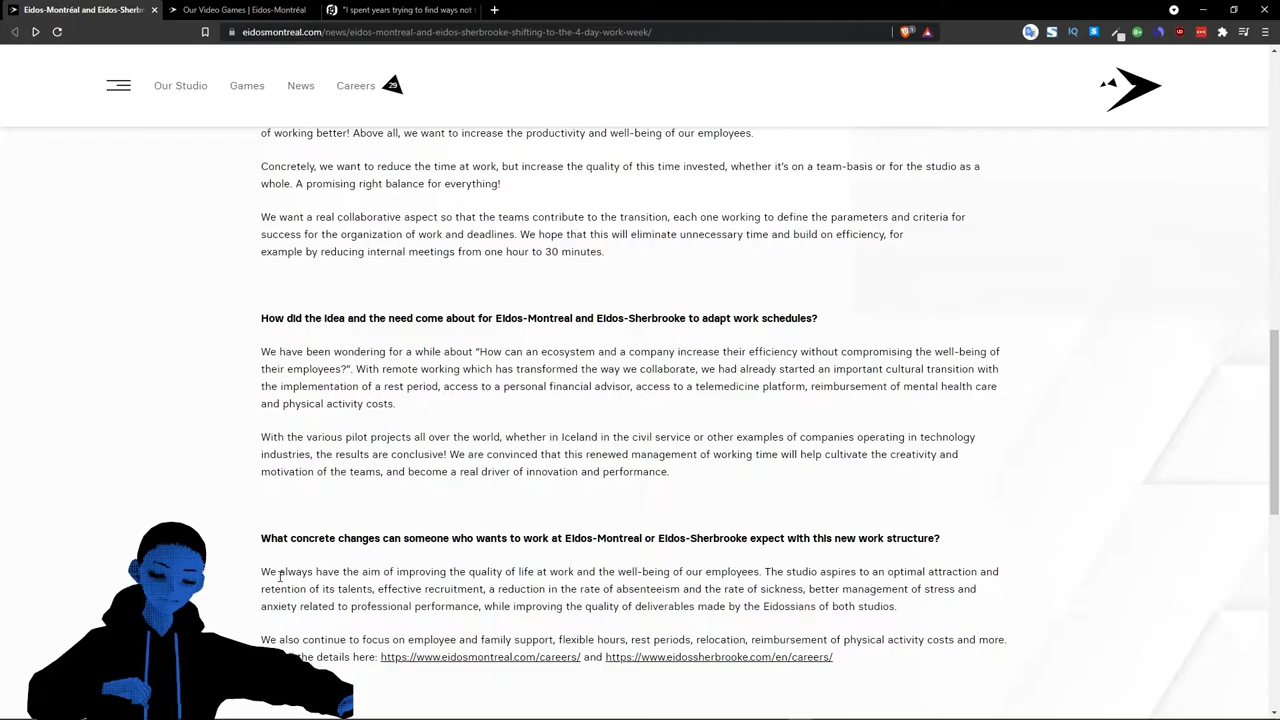 Eidos-Montréal and Eidos-Sherb
Our Video Games | Eidos-Montréal
"I spent years trying to find ways not
eidosmontreal.com/news/eidos-montreal-and-eidos-sherbrooke-shifting-to-the-4-day-work-week/
Our Studio
Games
News
Careers
29
of working better! Above all, we want to increase the productivity and well-being of our employees.
Concretely, we want to reduce the time at work, but increase the quality of this time invested, whether it's on a team-basis or for the studio as a
whole. A promising right balance for everything!
We want a real collaborative aspect so that the teams contribute to the transition, each one working to define the parameters and criteria for
success for the organization of work and deadlines. We hope that this will eliminate unnecessary time and build on efficiency, for
example by reducing internal meetings from one hour to 30 minutes.
How did the idea and the need come about for Eidos-Montreal and Eidos-Sherbrooke to adapt work schedules?
We have been wondering for a while about "How can an ecosystem and a company increase their efficiency without compromising the well-being of
their employees?". With remote working which has transformed the way we collaborate, we had already started an important cultural transition with
the implementation of a rest period, access to a personal financial advisor, access to a telemedicine platform, reimbursement of mental health care
and physical activity costs.
With the various pilot projects all over the world, whether in Iceland in the civil service or other examples of companies operating in technology
industries, the results are conclusive! We are convinced that this renewed management of working time will help cultivate the creativity and
motivation of the teams, and become a real driver of innovation and performance.
What concrete changes can someone who wants to work at Eidos-Montreal or Eidos-Sherbrooke expect with this new work structure?
We always have the aim of improving the quality of life at work and the well-being of our employees. The studio aspires to an optimal attraction and
retention of its talents, effective recruitment, a reduction in the rate of absenteeism and the rate of sickness, better management of stress and
anxiety related to professional performance, while improving the quality of deliverables made by the Eidossians of both studios.
We also continue to focus on employee and family support, flexible hours, rest periods, relocation, reimbursement of physical activity costs and more.
the details here: https://www.eidosmontreal.com/careers/ and https://www.eidossherbrooke.com/en/careers/